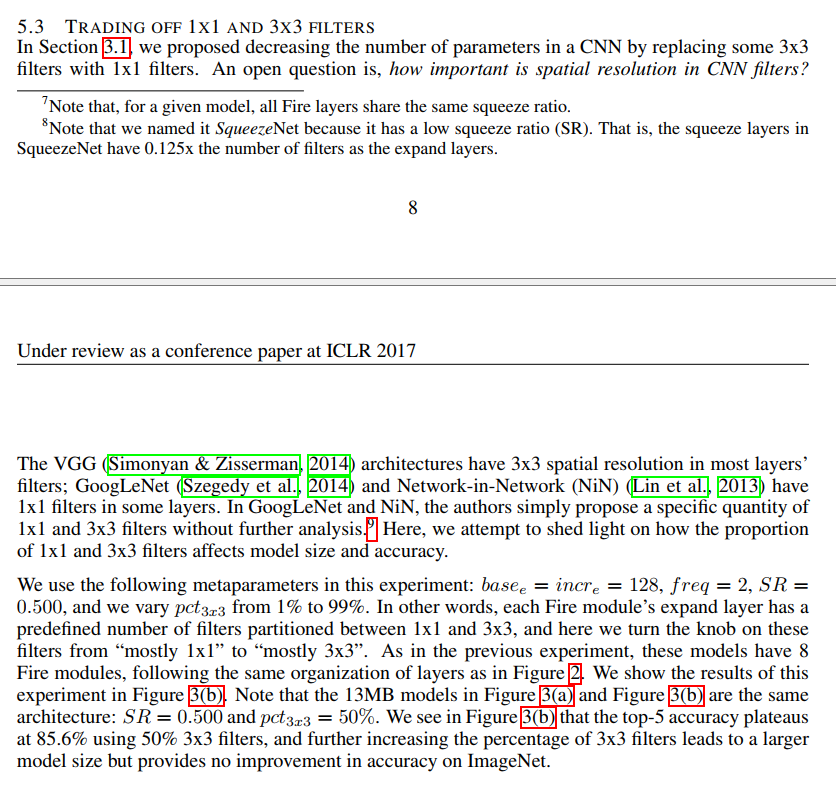 5.3 TRADING OFF 1X1 AND 3X3 FILTERS
In Section 3.1, we proposed decreasing the number of parameters in a CNN by replacing some 3x3
filters with 1x1 filters. An open question is, how important is spatial resolution in CNN filters?
7Note that, for a given model, all Fire layers share the same squeeze ratio.
8Note that we named it SqueezeNet because it has a low squeeze ratio (SR). That is, the squeeze layers in
SqueezeNet have 0.125x the number of filters as the expand layers.
8
Under review as a conference paper at ICLR 2017
The VGG (Simonyan & Zisserman, 2014) architectures have 3x3 spatial resolution in most layers'
filters; GoogLeNet (Szegedy et al., 2014) and Network-in-Network (NiN) (Lin et al., 2013) have
1x1 filters in some layers. In GoogLeNet and NiN, the authors simply propose a specific quantity of
1x1 and 3x3 filters without further analysis.9 Here, we attempt to shed light on how the proportion
of 1x1 and 3x3 filters affects model size and accuracy.
We use the following metaparameters in this experiment: base_e = incr_e = 128, freq = 2, SR =
0.500, and we vary pct_3x3 from 1% to 99%. In other words, each Fire module's expand layer has a
predefined number of filters partitioned between 1x1 and 3x3, and here we turn the knob on these
filters from “mostly 1x1” to “mostly 3x3”. As in the previous experiment, these models have 8
Fire modules, following the same organization of layers as in Figure 2. We show the results of this
experiment in Figure 3(b). Note that the 13MB models in Figure 3(a) and Figure 3(b) are the same
architecture: SR = 0.500 and pct_3x3 = 50%. We see in Figure 3(b) that the top-5 accuracy plateaus
at 85.6% using 50% 3x3 filters, and further increasing the percentage of 3x3 filters leads to a larger
model size but provides no improvement in accuracy on ImageNet.